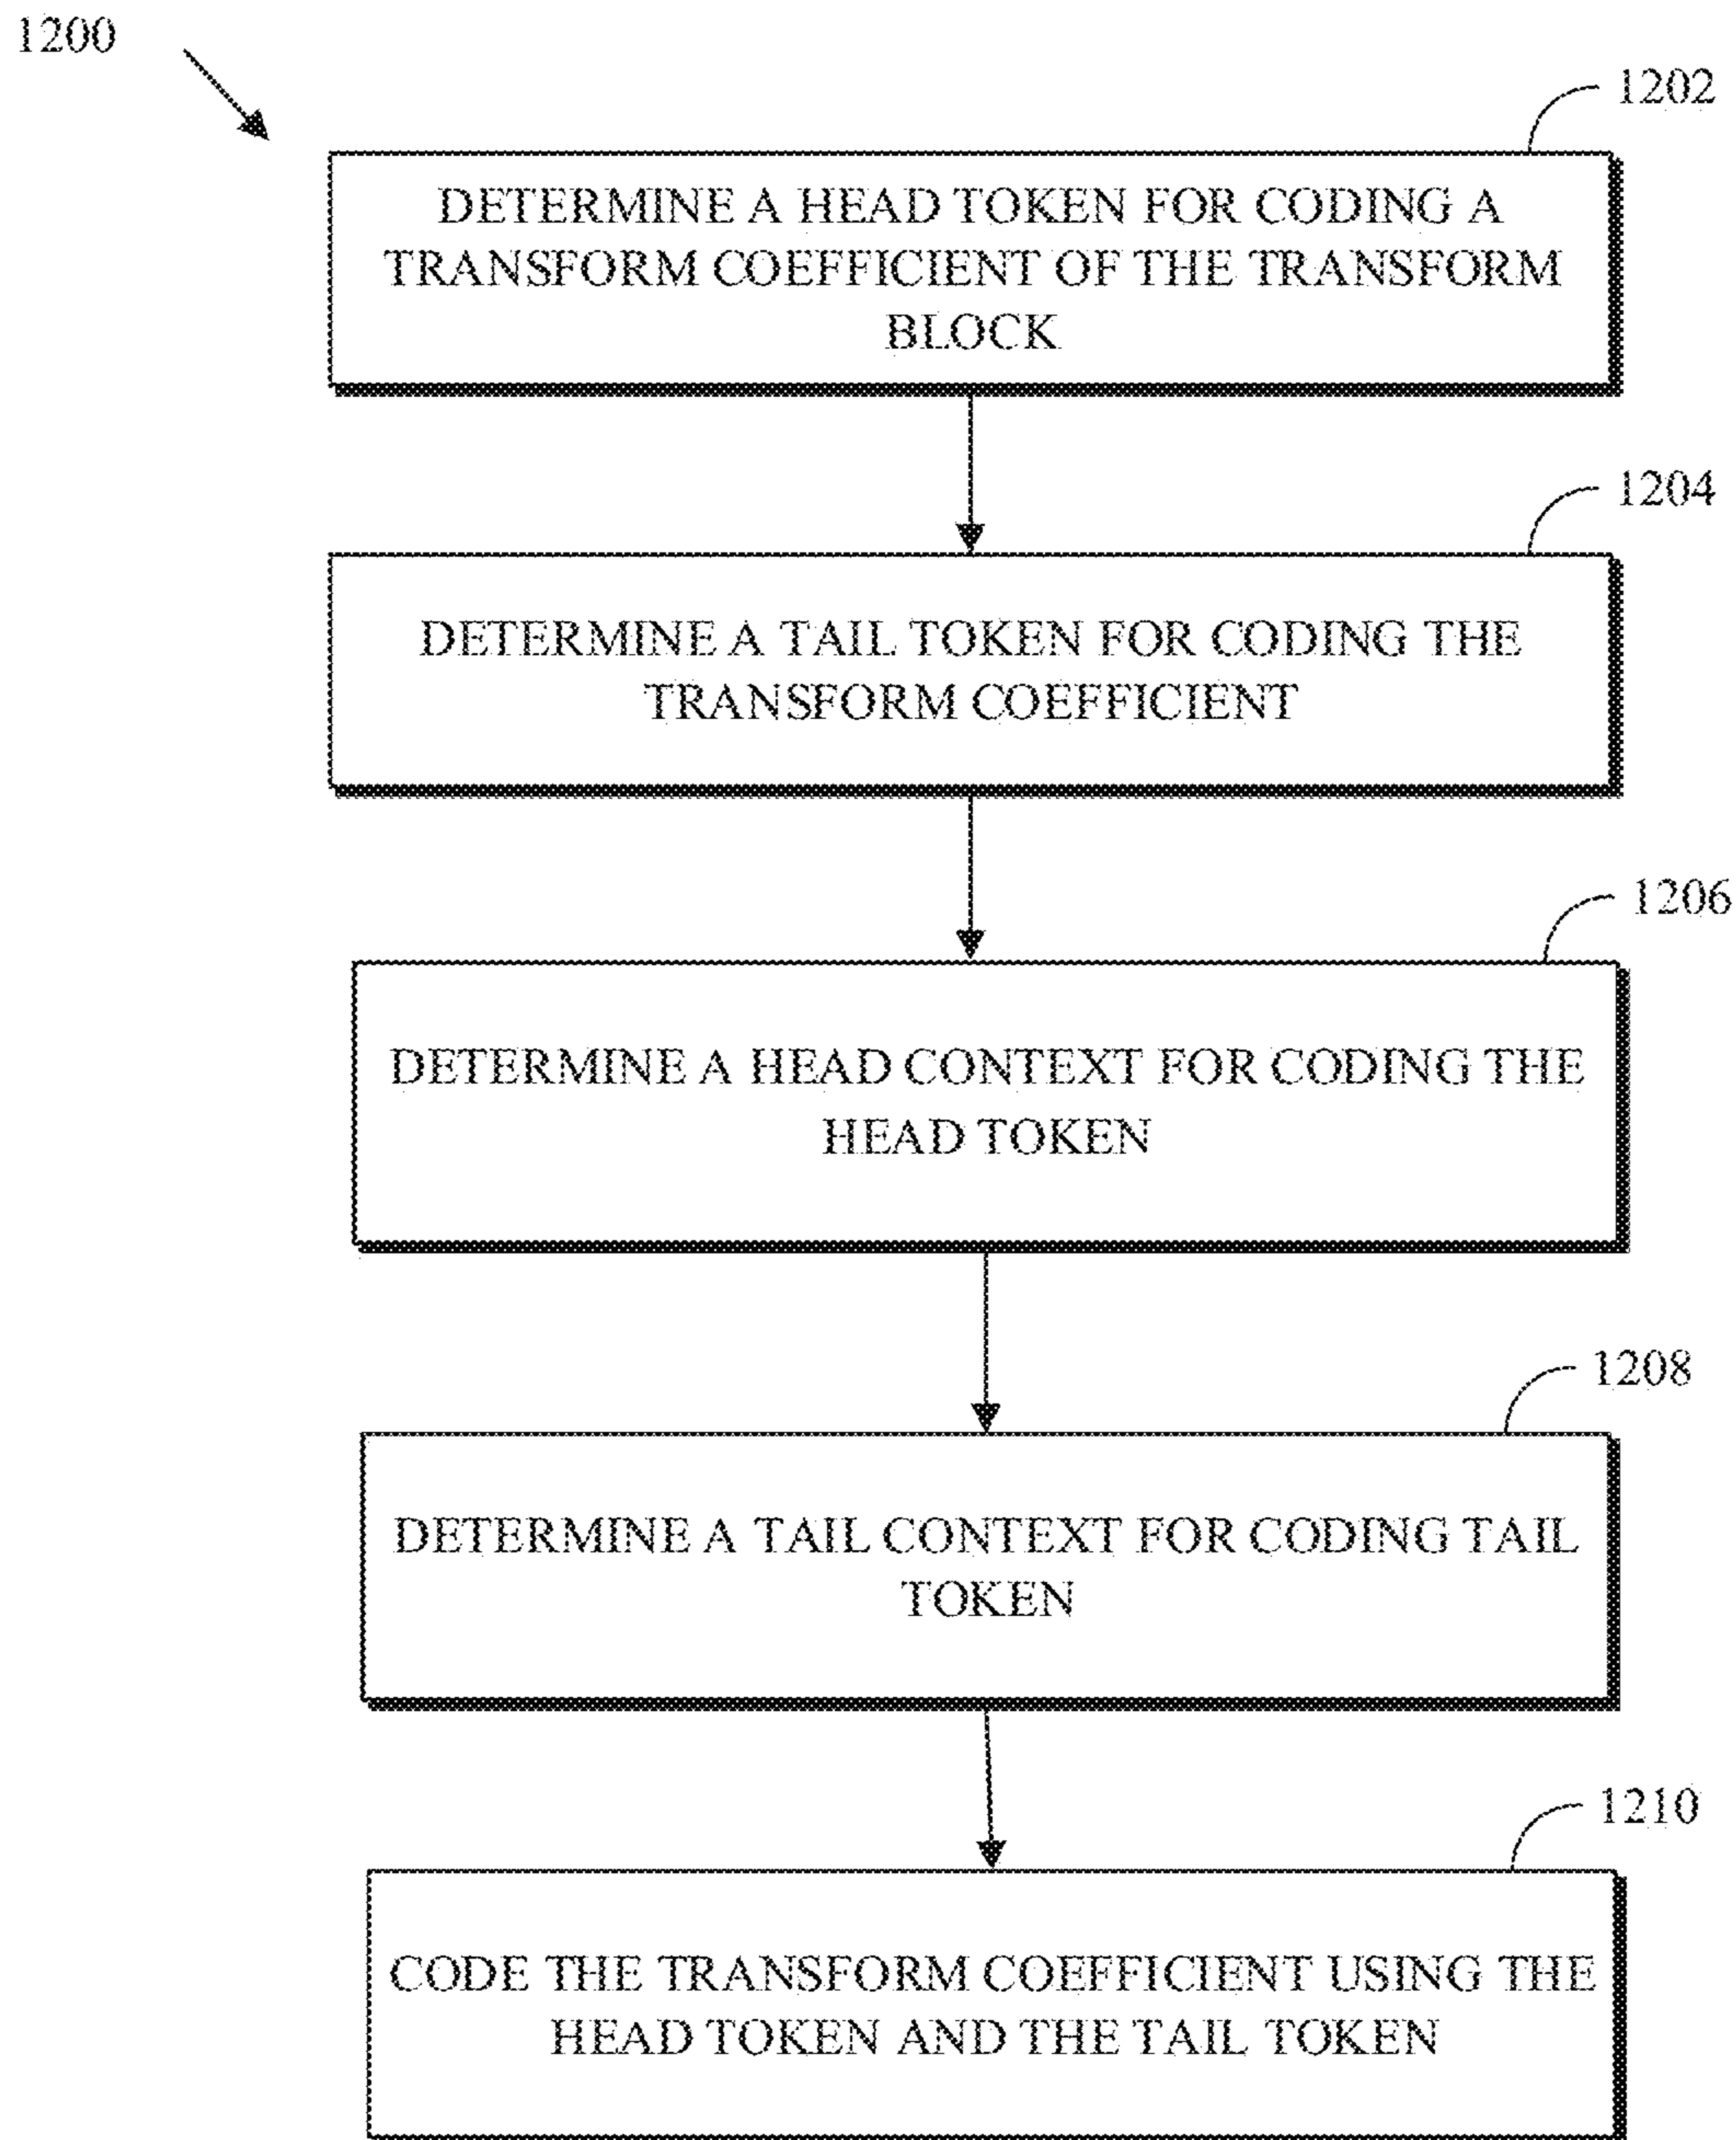 1200
1202
DETERMINE A HEAD TOKEN FOR CODING A
TRANSFORM COEFFICIENT OF THE TRANSFORM
BLOCK
1204
DETERMINE A TAIL TOKEN FOR CODING THE
TRANSFORM COEFFICIENT
1206
DETERMINE A HEAD CONTEXT FOR CODING THE
HEAD TOKEN
1208
DETERMINE A TAIL CONTEXT FOR CODING TAIL
TOKEN
1210
CODE THE TRANSFORM COEFFICIENT USING THE
HEAD TOKEN AND THE TAIL TOKEN